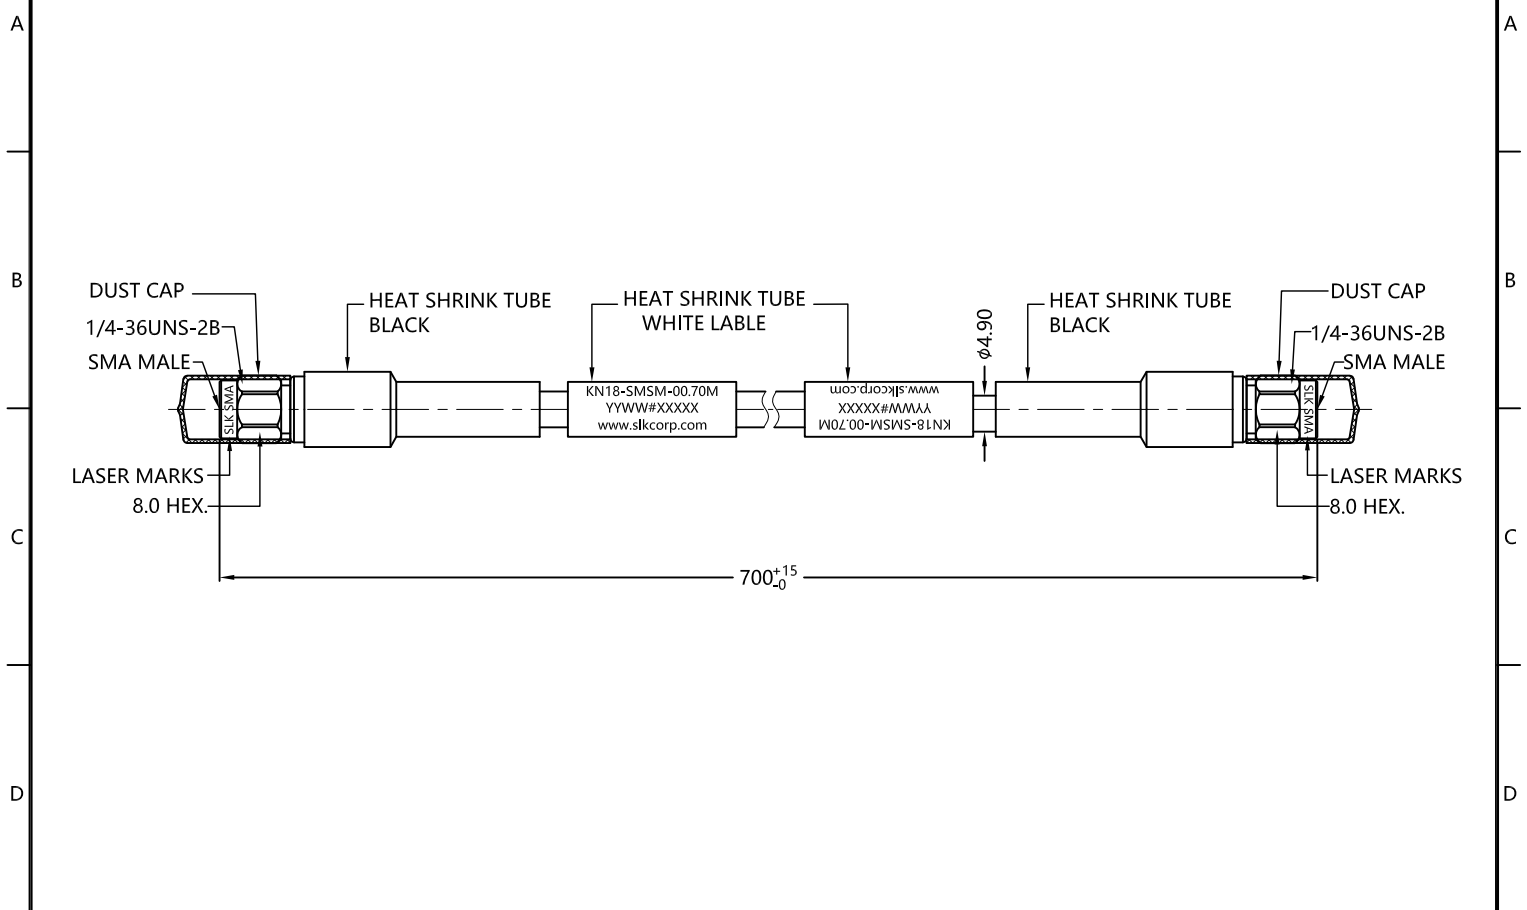 A
A
B
B
DUST CAP
1/4-36UNS-2B
SMA MALE
HEAT SHRINK TUBE
BLACK
HEAT SHRINK TUBE
WHITE LABLE
ϕ4.90
HEAT SHRINK TUBE
BLACK
DUST CAP
1/4-36UNS-2B
SMA MALE
SLK SMA
KN18-SMSM-00.70M
YYWW#XXXXX
www.slkcorp.com
KN18-SMSM-00.70M
YYWW#XXXXX
www.slkcorp.com
SLK SMA
LASER MARKS
8.0 HEX.
LASER MARKS
8.0 HEX.
C
C
700 +15 -0
D
D